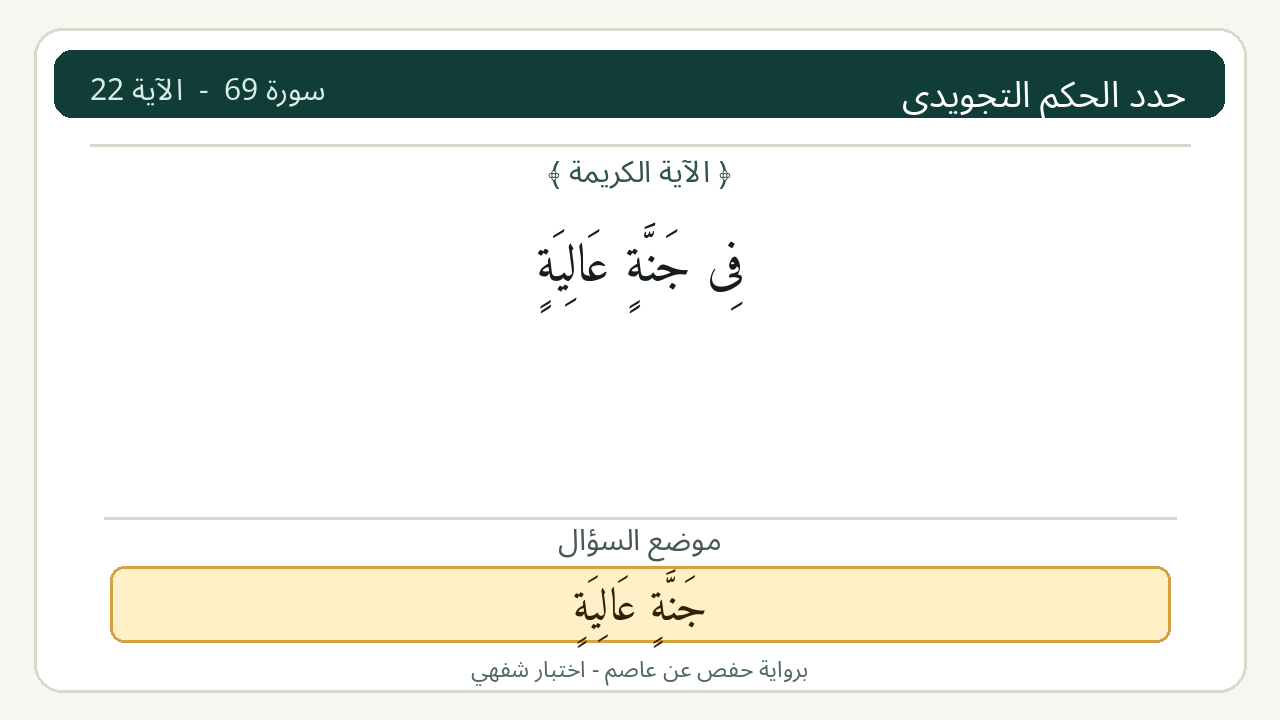 حدد الحكم التجويدى
سورة 69 - الآية 22
﴿ الآية الكريمة ﴾
فِى جَنَّةٍ عَالِيَةٍ
موضع السؤال
جَنَّةٍ عَالِيَةٍ
برواية حفص عن عاصم - اختبار شفهي